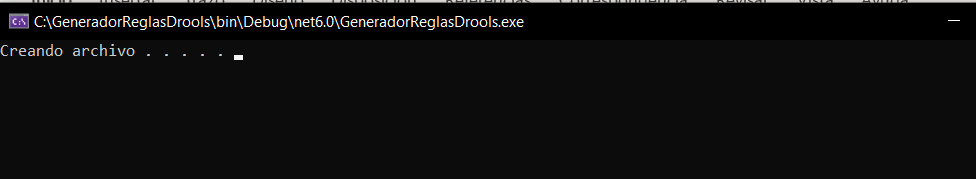 C:\GeneradorReglasDrools\bin\Debug\net6.0\GeneradorReglasDrools.exe
Creando archivo . . . . .